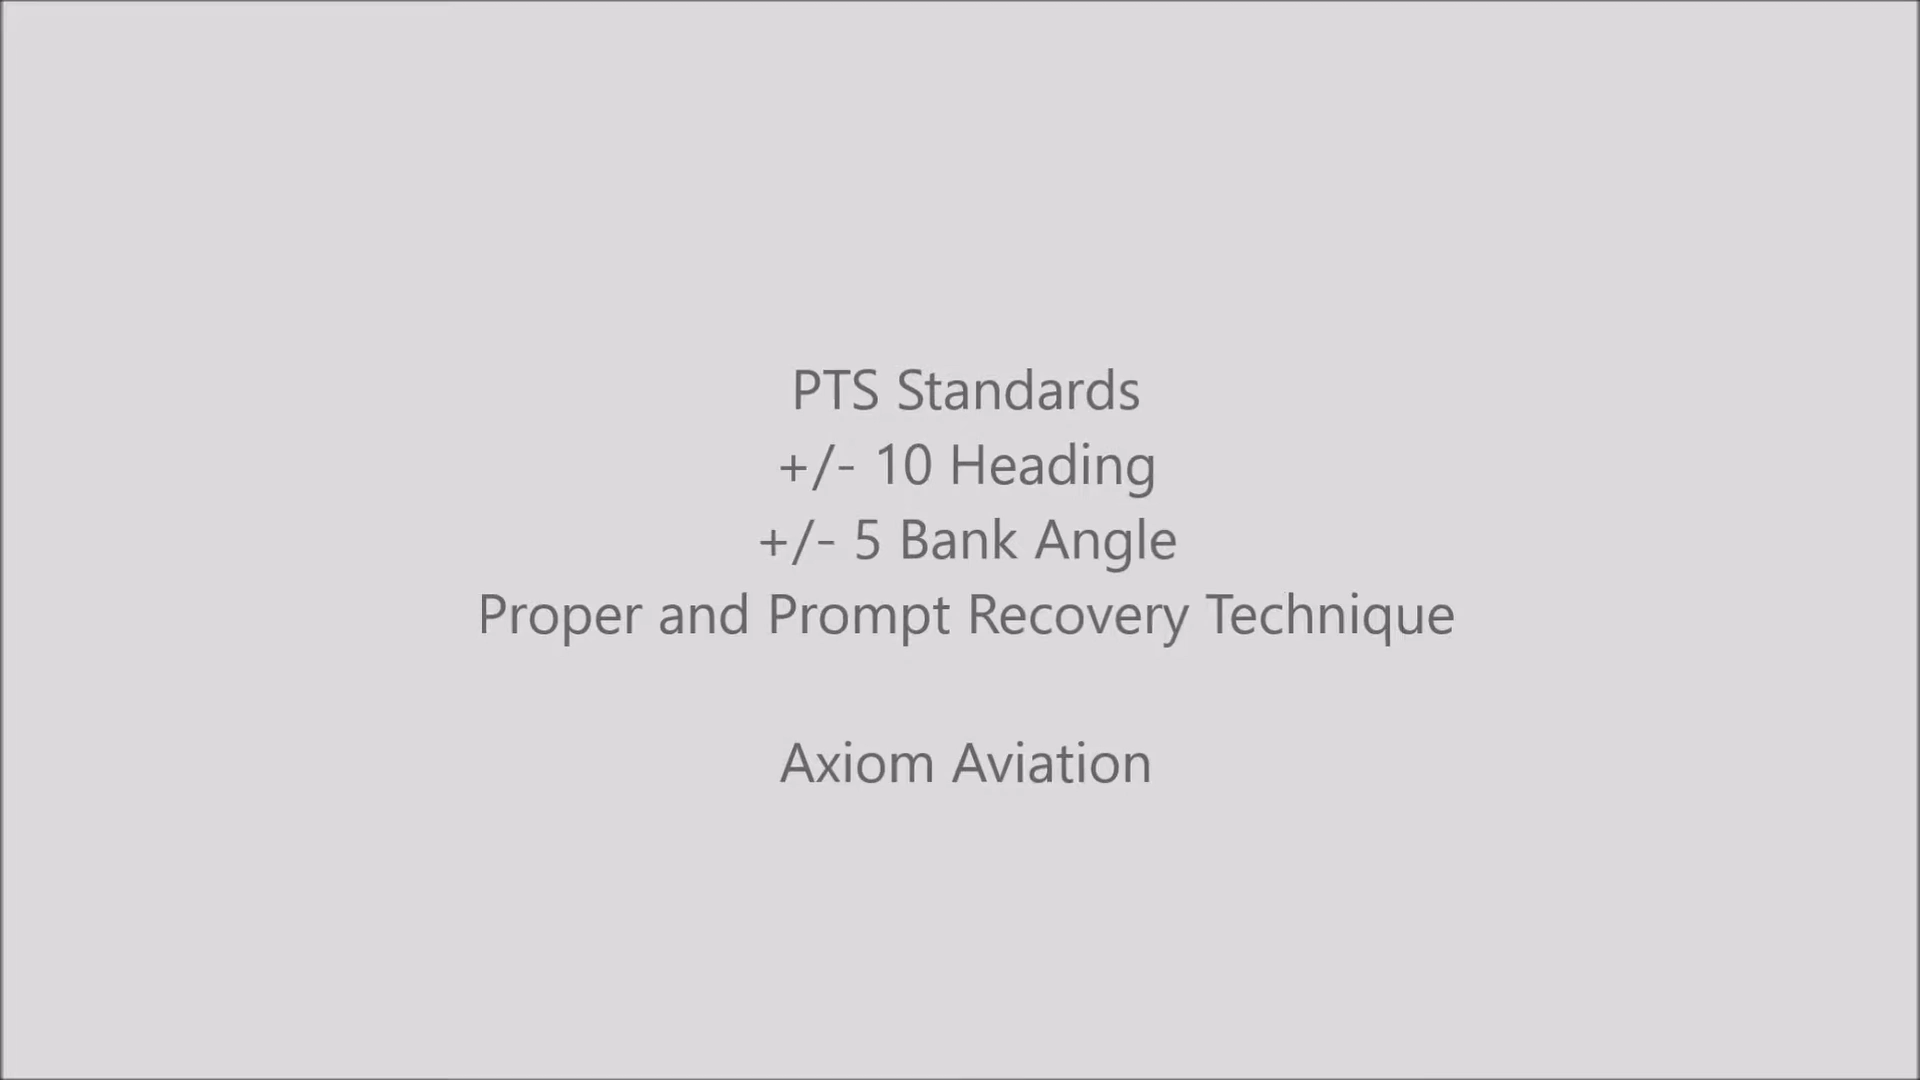 PTS Standards
+/- 10 Heading
+/- 5 Bank Angle
Proper and Prompt Recovery Technique
Axiom Aviation